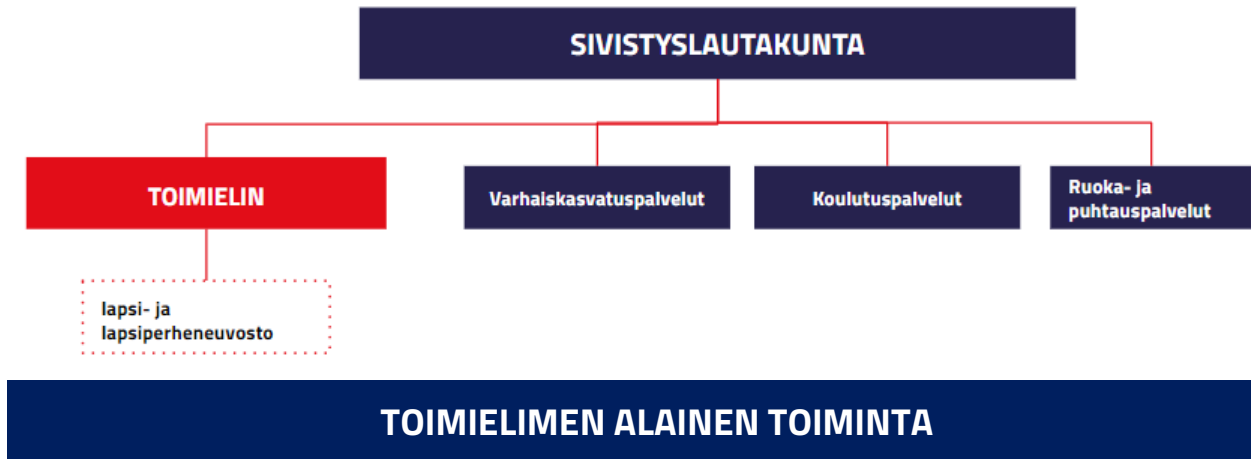 SIVISTYSLAUTAKUNTA
TOIMIELIN
Varhaiskasvatuspalvelut
Koulutuspalvelut
Ruoka- ja
puhtauspalvelut
lapsi- ja
lapsiperheneuvosto
TOIMIELIMEN ALAINEN TOIMINTA